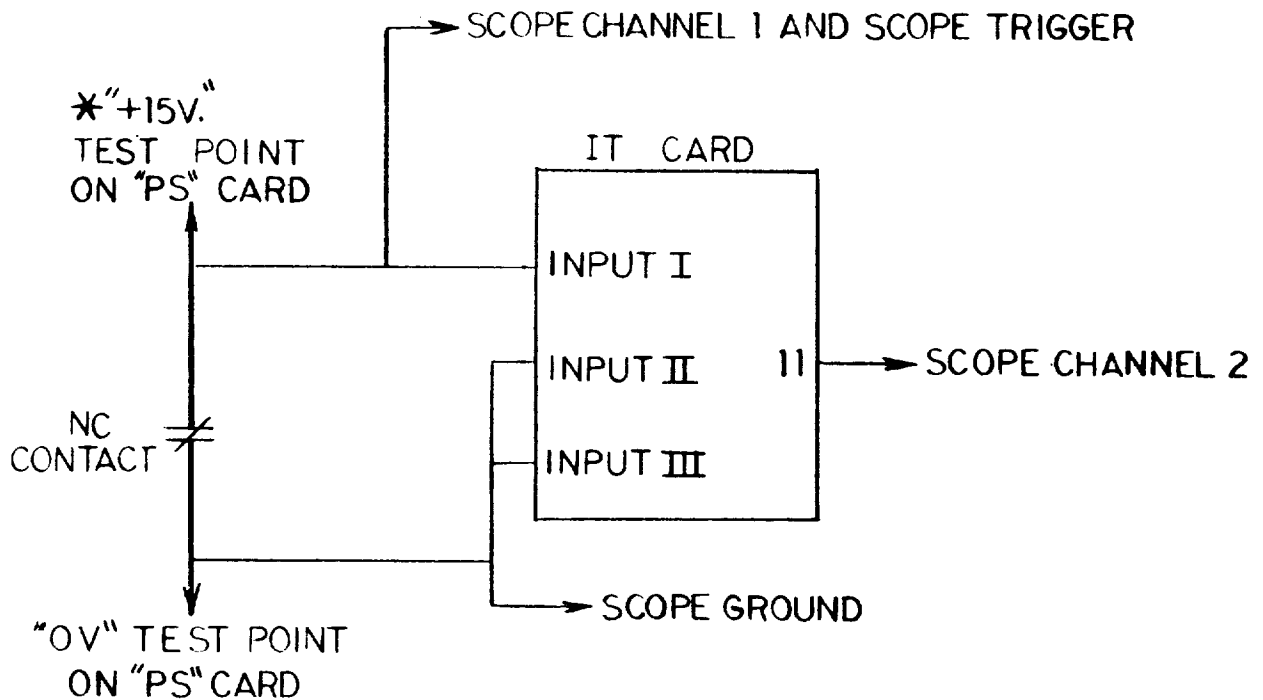 SCOPE CHANNEL 1 AND SCOPE TRIGGER
*"+15V."
TEST POINT
ON "PS" CARD
IT CARD
INPUT I
INPUT II
11
SCOPE CHANNEL 2
NC
CONTACT
INPUT III
SCOPE GROUND
"0V" TEST POINT
ON "PS" CARD